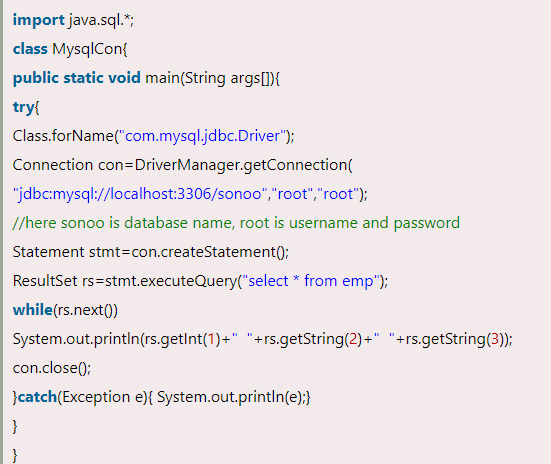 import java.sql.*;
class MysqlCon{
public static void main(String args[]){
try{
Class.forName("com.mysql.jdbc.Driver");
Connection con=DriverManager.getConnection(
"jdbc:mysql://localhost:3306/sonoo","root","root");
//here sonoo is database name, root is username and password
Statement stmt=con.createStatement();
ResultSet rs=stmt.executeQuery("select * from emp");
while(rs.next())
System.out.println(rs.getInt(1)+"  "+rs.getString(2)+"  "+rs.getString(3));
con.close();
}catch(Exception e){ System.out.println(e);}
}
}